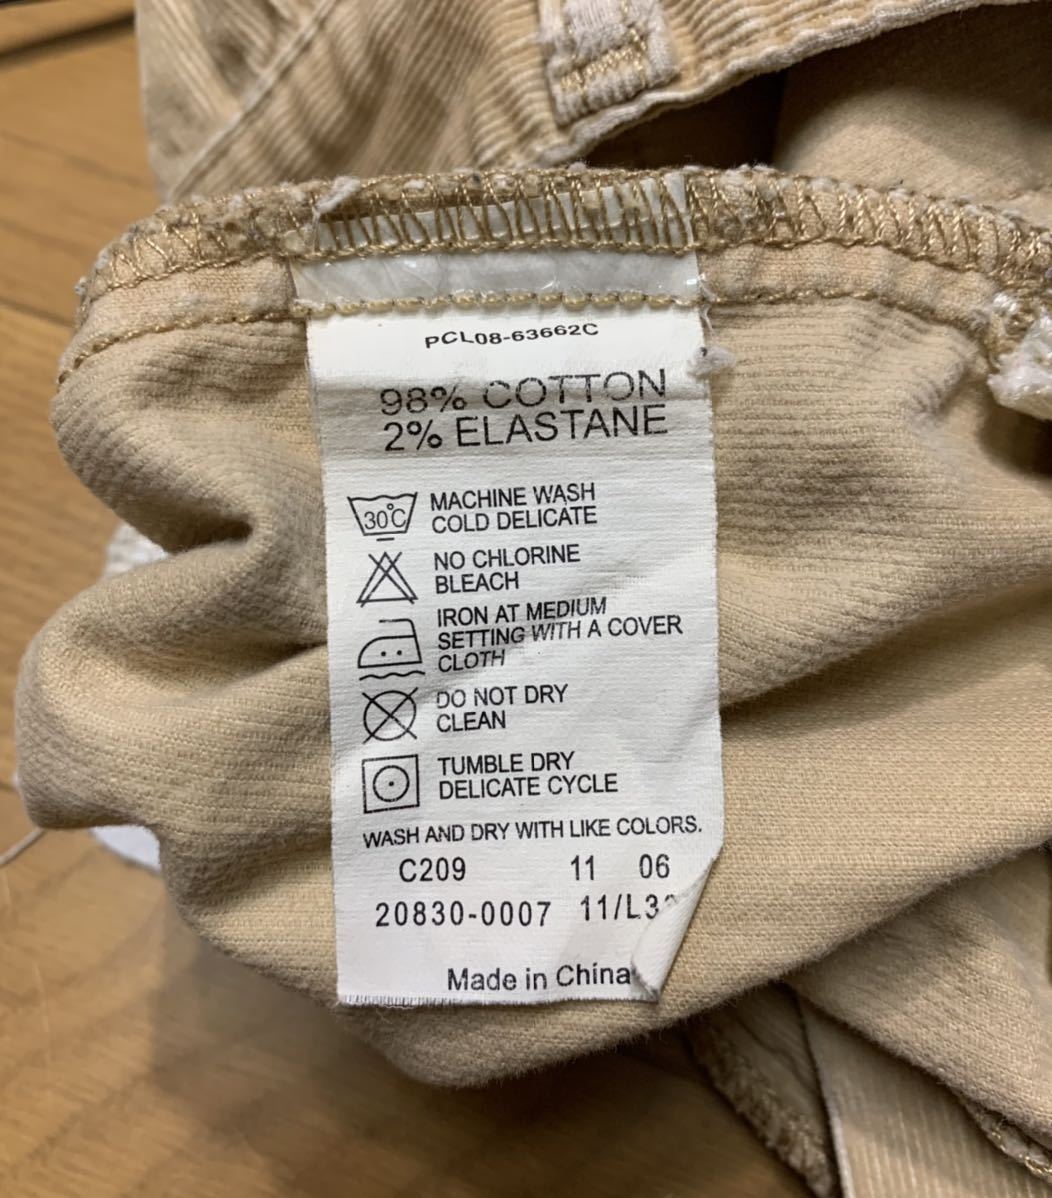 PCL08-63662C
98% COTTON
2% ELASTANE
30°C
MACHINE WASH
COLD DELICATE
NO CHLORINE
BLEACH
IRON AT MEDIUM
SETTING WITH A COVER
CLOTH
DO NOT DRY
CLEAN
TUMBLE DRY
DELICATE CYCLE
WASH AND DRY WITH LIKE COLORS.
C209 11 06
20830-0007
Made in China